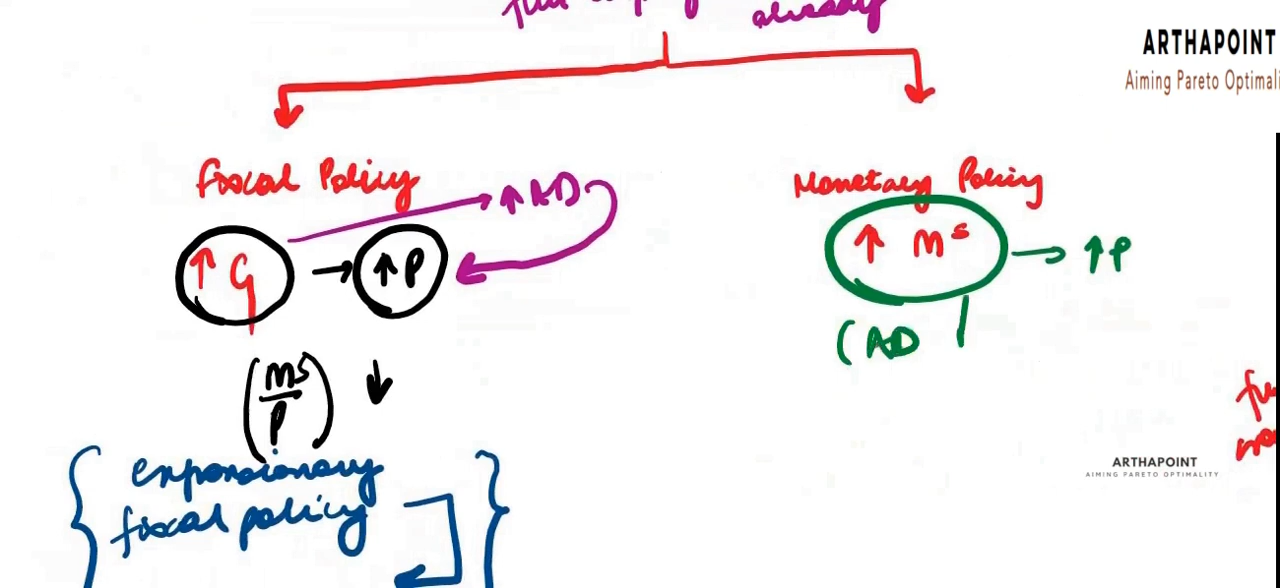 already
ARTHAPOINT
Aiming Pareto Optimali
Fiscal Policy
↑ AD
Monetary Policy
↑ G → ↑ P
↑ Ms → ↑ P
(Ms/P) ↓
(AD
ARTHAPOINT
AIMING PARETO OPTIMALITY
{ expansionary
fiscal policy }